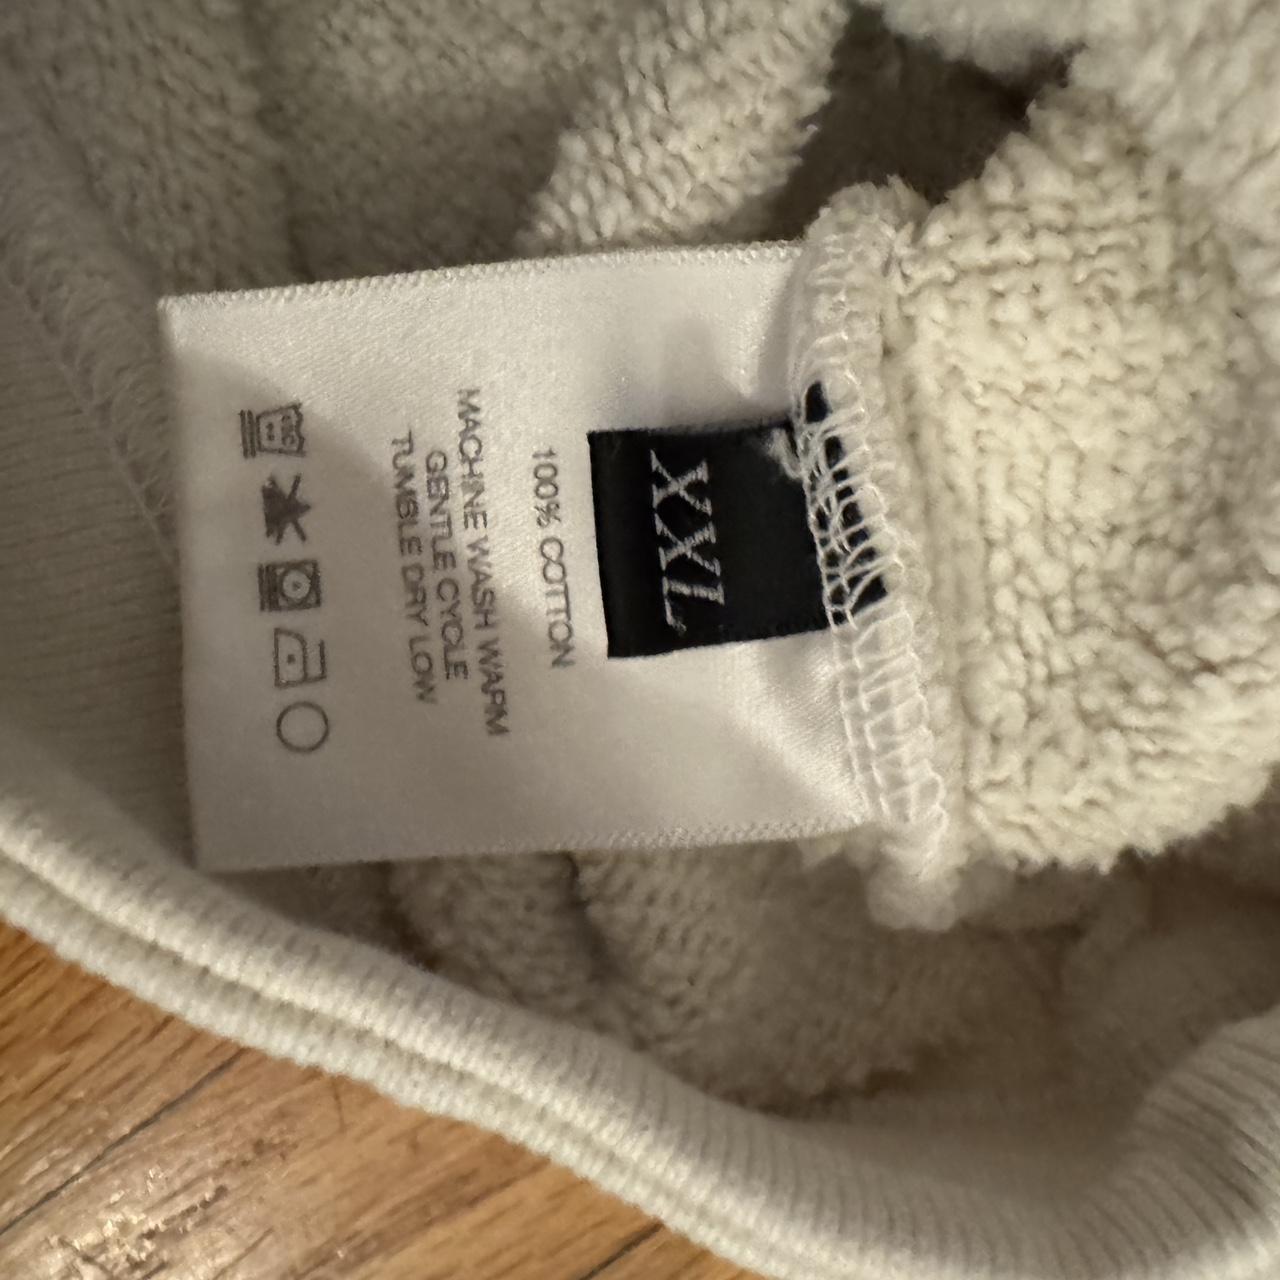 XXL
100% COTTON
MACHINE WASH WARM
GENTLE CYCLE
TUMBLE DRY LOW